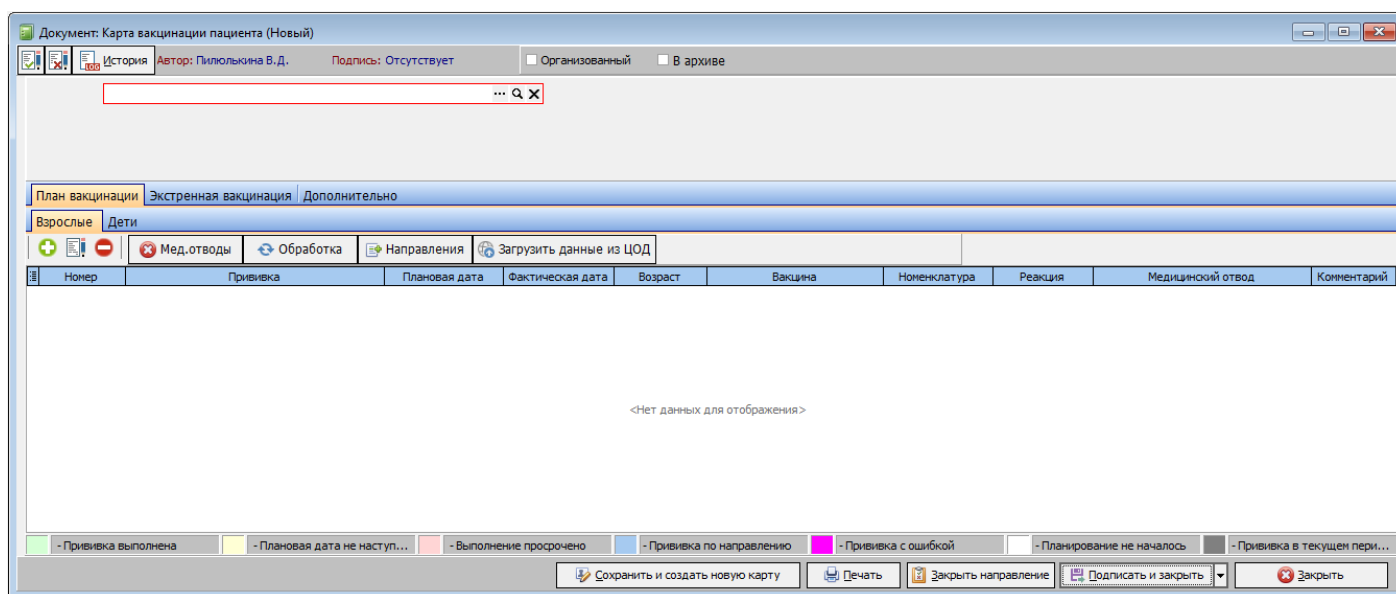 Документ: Карта вакцинации пациента (Новый)
LOG История Автор: Пилюлькина В.Д. Подпись: Отсутствует Организованный В архиве
План вакцинации Экстренная вакцинация Дополнительно
Взрослые Дети
Мед.отводы Обработка Направления Загрузить данные из ЦОД
Номер Прививка Плановая дата Фактическая дата Возраст Вакцина Номенклатура Реакция Медицинский отвод Комментарий
<Нет данных для отображения>
- Прививка выполнена - Плановая дата не наступ... - Выполнение просрочено - Прививка по направлению - Прививка с ошибкой - Планирование не началось - Прививка в текущем пери...
Сохранить и создать новую карту Печать Закрыть направление Подписать и закрыть Закрыть